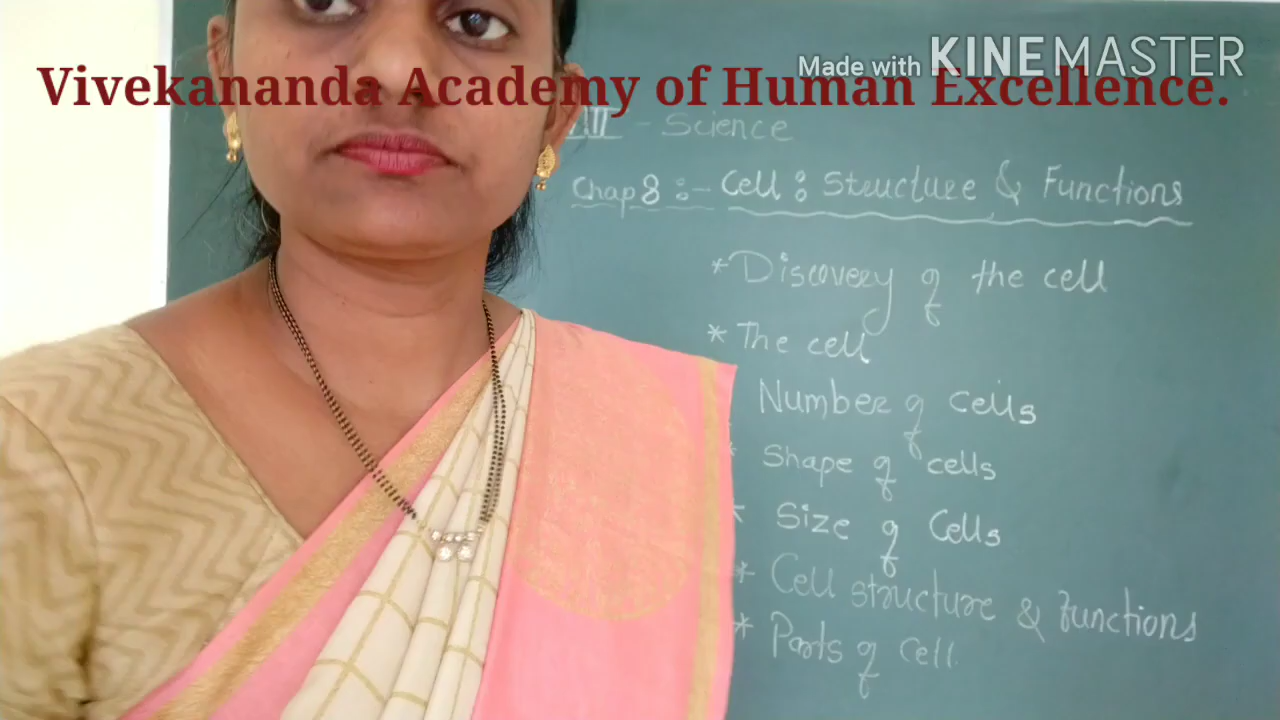 Made with KINEMASTER
Vivekananda Academy of Human Excellence.
- Science
Chap 8 :- Cell : Structure & Functions
* Discovery of the cell
* The cell
Number of cells
* Shape of cells
* Size of Cells
* Cell structure & functions
* Parts of Cell.